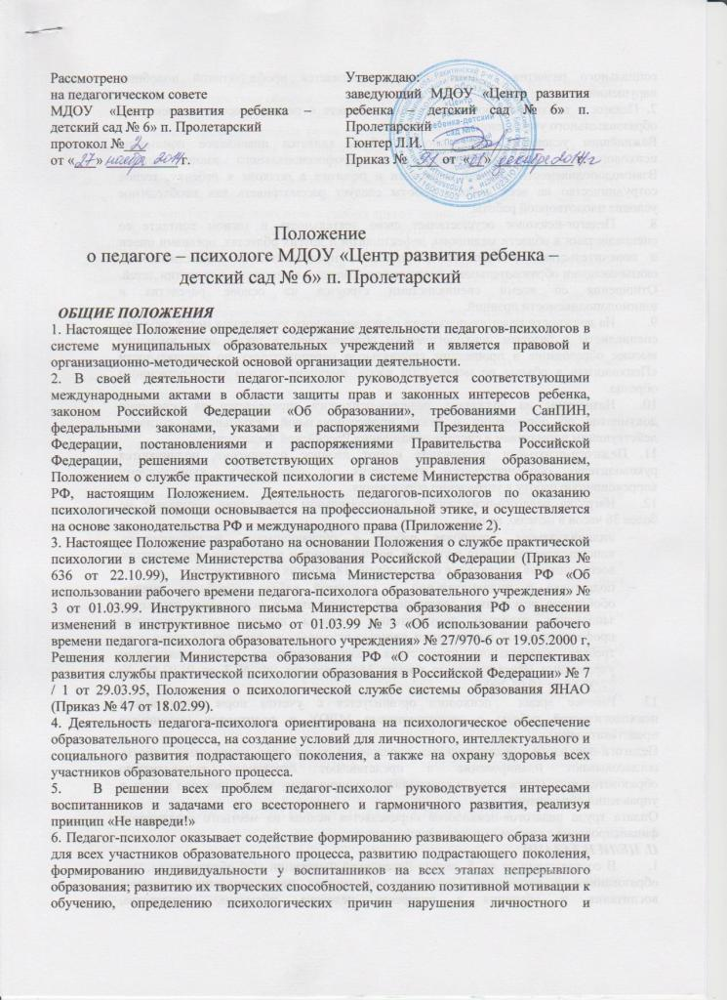 Рассмотрено
на педагогическом совете
МДОУ «Центр развития ребенка –
детский сад № 6» п. Пролетарский
протокол № 2
от «27» ноября 2014г.
Утверждаю:
заведующий МДОУ «Центр развития
ребенка – детский сад № 6» п.
Пролетарский
Гюнтер Л.И.
Приказ № 91 от «01» декабря 2014г
Положение
о педагоге – психологе МДОУ «Центр развития ребенка –
детский сад № 6» п. Пролетарский
ОБЩИЕ ПОЛОЖЕНИЯ
1. Настоящее Положение определяет содержание деятельности педагогов-психологов в
системе муниципальных образовательных учреждений и является правовой и
организационно-методической основой организации деятельности.
2. В своей деятельности педагог-психолог руководствуется соответствующими
международными актами в области защиты прав и законных интересов ребенка,
законом Российской Федерации «Об образовании», требованиями СанПИН,
федеральными законами, указами и распоряжениями Президента Российской
Федерации, постановлениями и распоряжениями Правительства Российской
Федерации, решениями соответствующих органов управления образованием,
Положением о службе практической психологии в системе Министерства образования
РФ, настоящим Положением. Деятельность педагогов-психологов по оказанию
психологической помощи основывается на профессиональной этике, и осуществляется
на основе законодательства РФ и международного права (Приложение 2).
3. Настоящее Положение разработано на основании Положения о службе практической
психологии в системе Министерства образования Российской Федерации (Приказ №
636 от 22.10.99), Инструктивного письма Министерства образования РФ «Об
использовании рабочего времени педагога-психолога образовательного учреждения» №
3 от 01.03.99. Инструктивного письма Министерства образования РФ о внесении
изменений в инструктивное письмо от 01.03.99 № 3 «Об использовании рабочего
времени педагога-психолога образовательного учреждения» № 27/970-6 от 19.05.2000 г,
Решения коллегии Министерства образования РФ «О состоянии и перспективах
развития службы практической психологии образования в Российской Федерации» № 7
/ 1 от 29.03.95, Положения о психологической службе системы образования ЯНАО
(Приказ № 47 от 18.02.99).
4. Деятельность педагога-психолога ориентирована на психологическое обеспечение
образовательного процесса, на создание условий для личностного, интеллектуального и
социального развития подрастающего поколения, а также на охрану здоровья всех
участников образовательного процесса.
5. В решении всех проблем педагог-психолог руководствуется интересами
воспитанников и задачами его всестороннего и гармоничного развития, реализуя
принцип «Не навреди!»
6. Педагог-психолог оказывает содействие формированию развивающего образа жизни
для всех участников образовательного процесса, развитию подрастающего поколения,
формированию индивидуальности у воспитанников на всех этапах непрерывного
образования; развитию их творческих способностей, созданию позитивной мотивации к
обучению, определению психологических причин нарушения личностного и